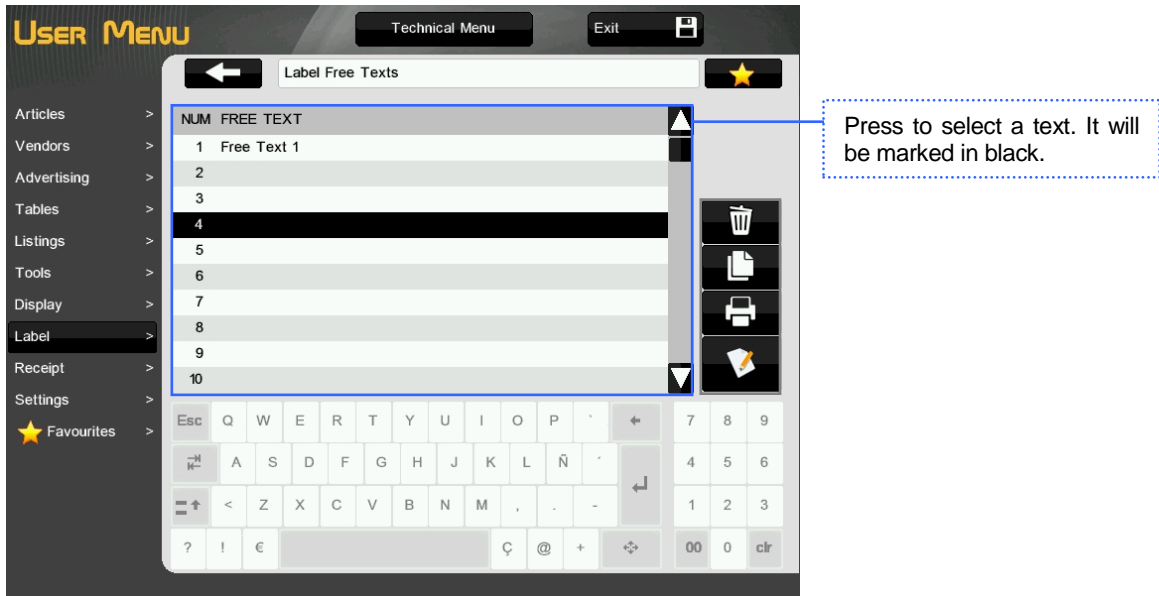 USER MENU
Technical Menu
Exit
Label Free Texts
Articles >
Vendors >
Advertising >
Tables >
Listings >
Tools >
Display >
Label >
Receipt >
Settings >
Favourites >
NUM FREE TEXT
1 Free Text 1
2
3
4
5
6
7
8
9
10
Press to select a text. It will
be marked in black.
Esc Q W E R T Y U I O P ` 7 8 9
A S D F G H J K L Ñ ´ 4 5 6
< Z X C V B N M , . - 1 2 3
? ! € Ç @ + 00 0 clr